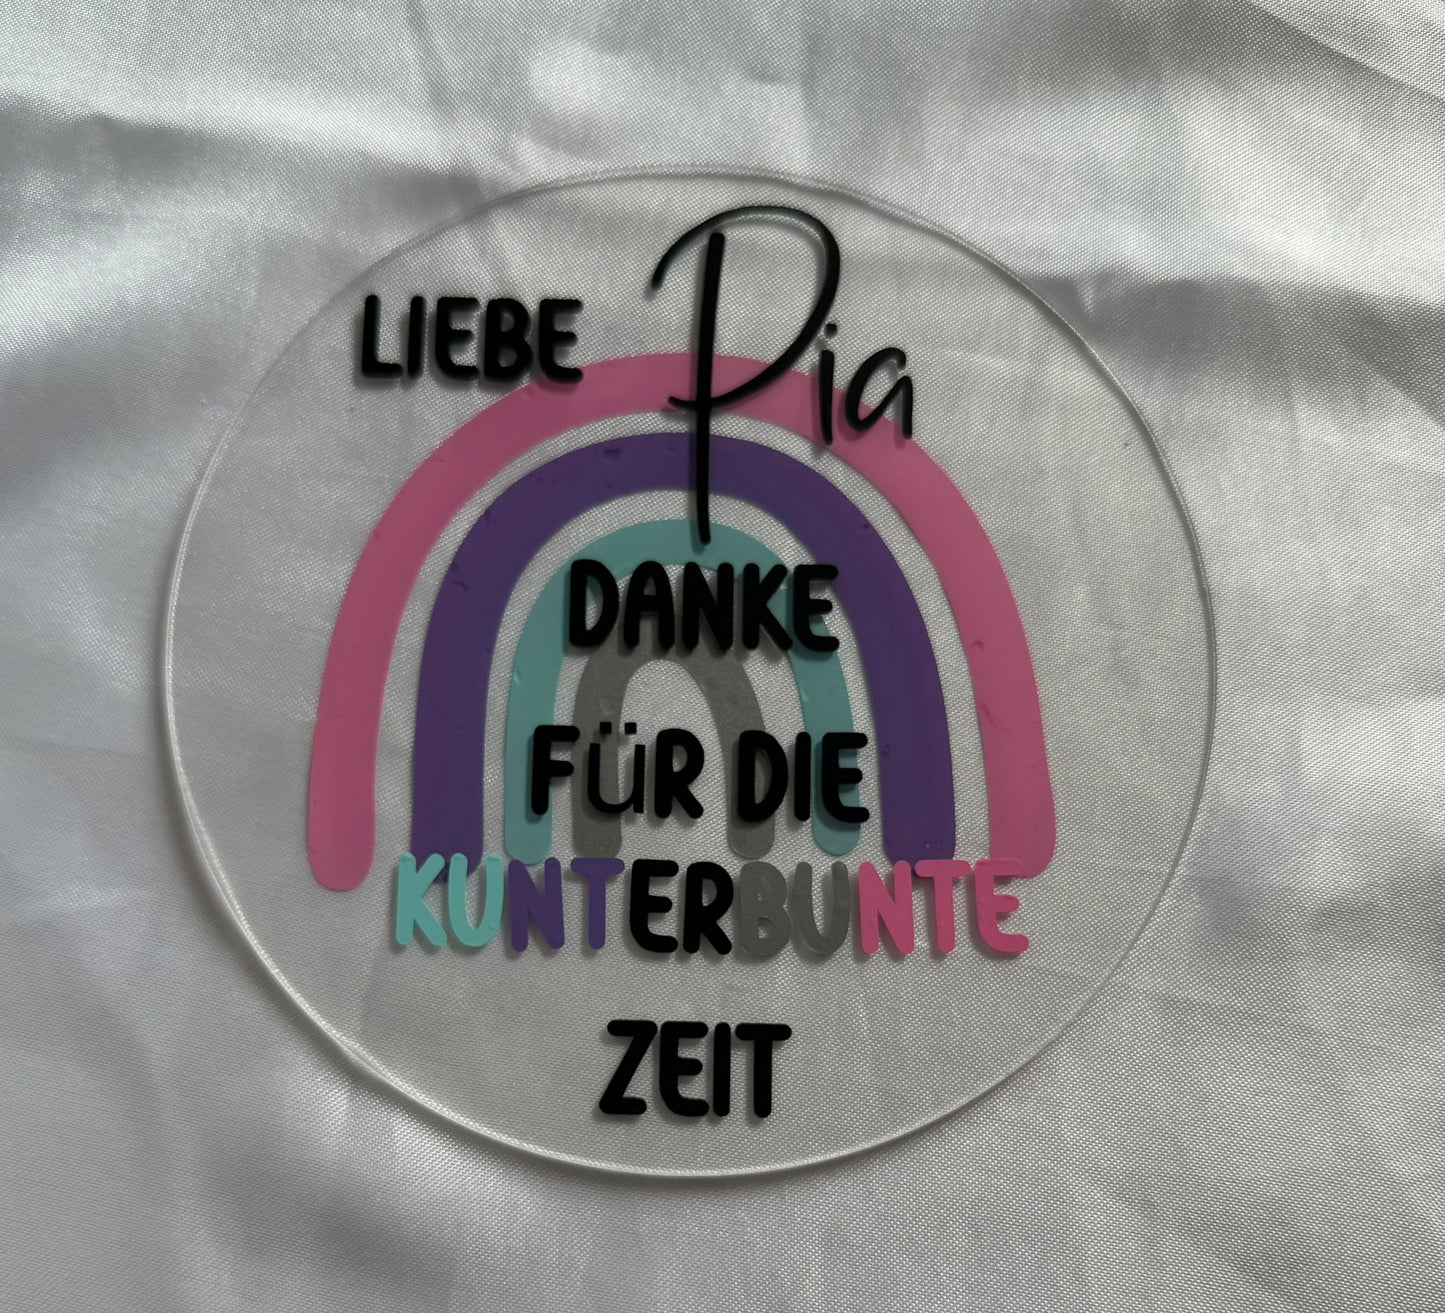 LIEBE Pia
DANKE
FÜR DIE
KUNTERBUNTE
ZEIT